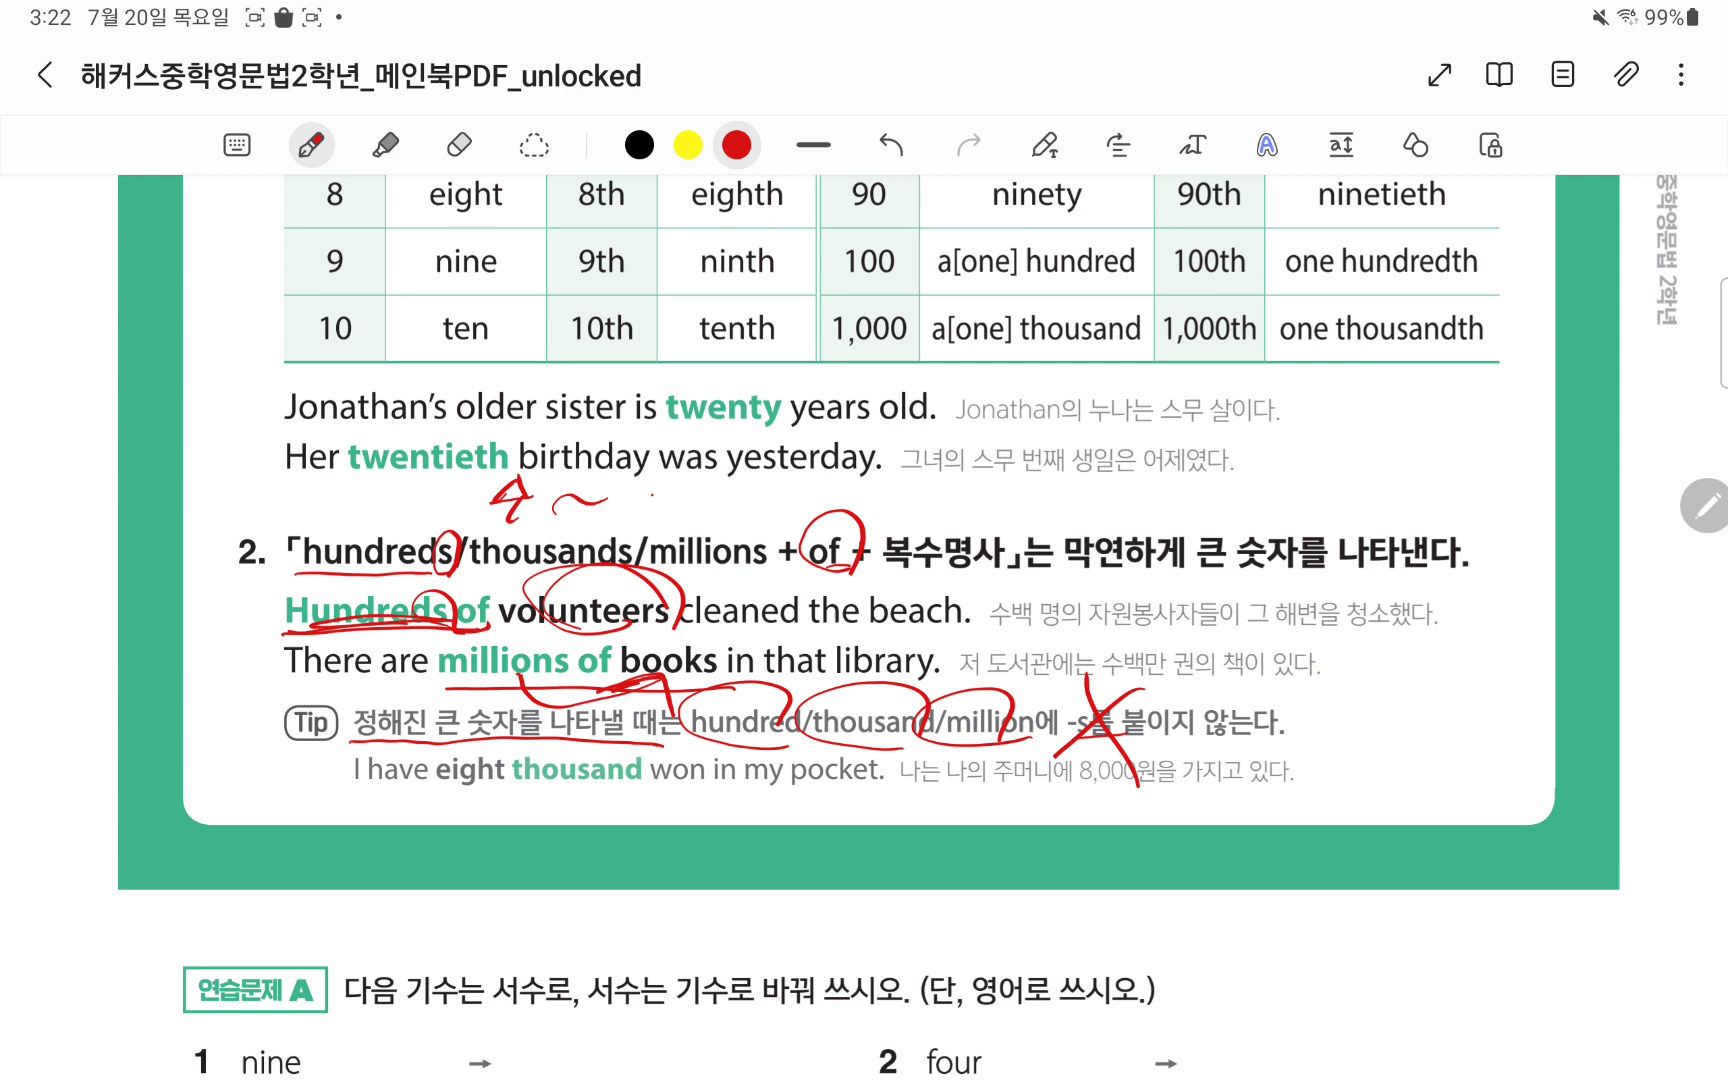 3:22 7월 20일 목요일
99%
해커스중학영문법2학년_메인북PDF_unlocked
8 eight 8th eighth 90 ninety 90th ninetieth
9 nine 9th ninth 100 a[one] hundred 100th one hundredth
10 ten 10th tenth 1,000 a[one] thousand 1,000th one thousandth
중학영문법 2학년
Jonathan's older sister is twenty years old. Jonathan의 누나는 스무 살이다.
Her twentieth birthday was yesterday. 그녀의 스무 번째 생일은 어제였다.
수 ~
2. 「hundreds/thousands/millions + of + 복수명사」는 막연하게 큰 숫자를 나타낸다.
Hundreds of volunteers cleaned the beach. 수백 명의 자원봉사자들이 그 해변을 청소했다.
There are millions of books in that library. 저 도서관에는 수백만 권의 책이 있다.
Tip 정해진 큰 숫자를 나타낼 때는 hundred/thousand/million에 -s를 붙이지 않는다.
I have eight thousand won in my pocket. 나는 나의 주머니에 8,000원을 가지고 있다.
연습문제 A 다음 기수는 서수로, 서수는 기수로 바꿔 쓰시오. (단, 영어로 쓰시오.)
1 nine → 2 four →